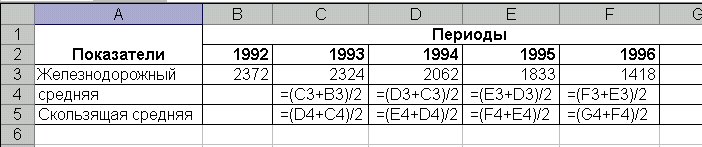 A B C D E F G
1 Периоды
2 Показатели 1992 1993 1994 1995 1996
3 Железнодорожный 2372 2324 2062 1833 1418
4 средняя =(C3+B3)/2 =(D3+C3)/2 =(E3+D3)/2 =(F3+E3)/2
5 Скользящая средняя =(D4+C4)/2 =(E4+D4)/2 =(F4+E4)/2 =(G4+F4)/2
6